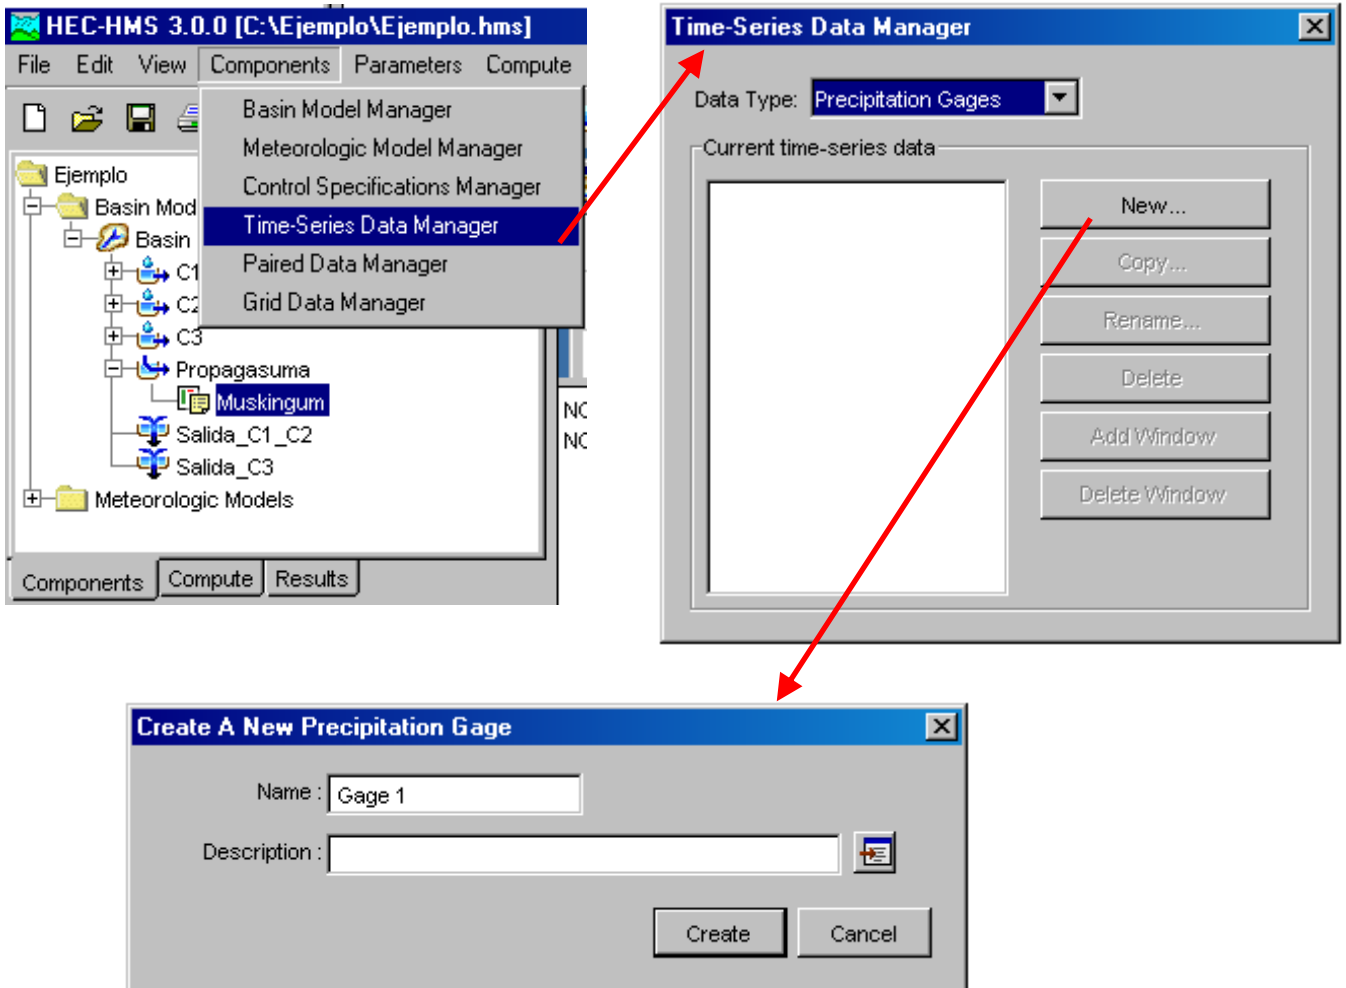 HEC-HMS 3.0.0 [C:\Ejemplo\Ejemplo.hms]
File Edit View Components Parameters Compute
Basin Model Manager
Meteorologic Model Manager
Control Specifications Manager
Time-Series Data Manager
Paired Data Manager
Grid Data Manager
Ejemplo
Basin Mod
Basin
C1
C2
C3
Propagasuma
Muskingum
Salida_C1_C2
Salida_C3
Meteorologic Models
NO
NO
Components Compute Results
Time-Series Data Manager
Data Type: Precipitation Gages
Current time-series data
New...
Copy...
Rename...
Delete
Add Window
Delete Window
Create A New Precipitation Gage
Name : Gage 1
Description :
Create Cancel